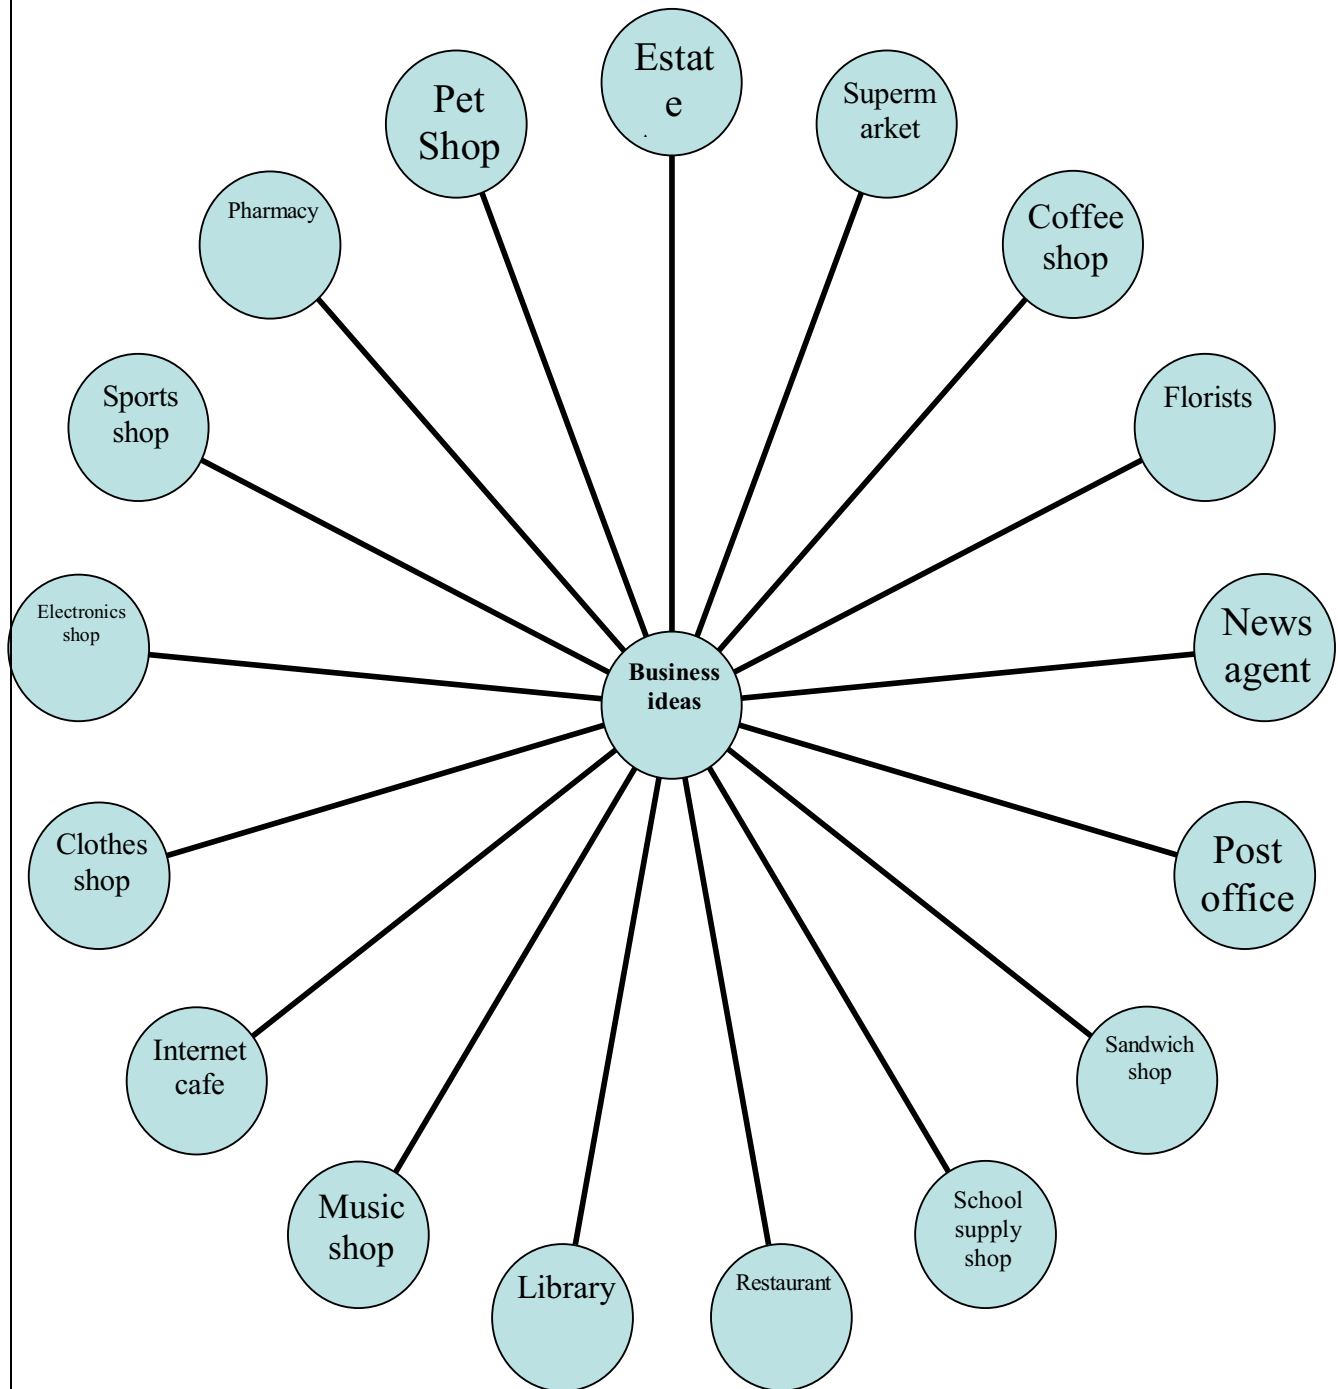 Estat
e
Pet
Shop
Superm
arket
Pharmacy
Coffee
shop
Sports
shop
Florists
Electronics
shop
News
agent
Business
ideas
Clothes
shop
Post
office
Internet
cafe
Sandwich
shop
Music
shop
School
supply
shop
Library
Restaurant